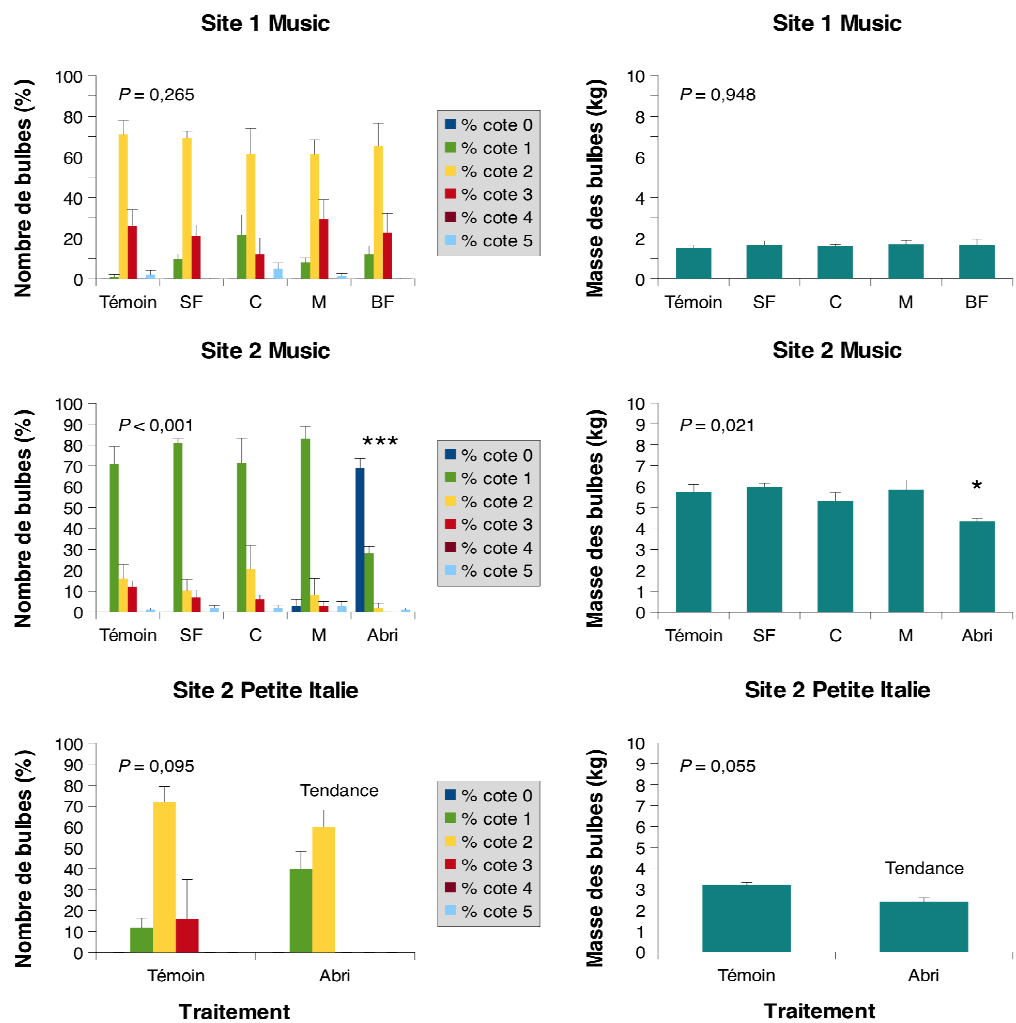 Site 1 Music
Nombre de bulbes (%)
100
80
60
40
20
0
P = 0,265
Témoin SF C M BF
% cote 0
% cote 1
% cote 2
% cote 3
% cote 4
% cote 5
Site 1 Music
Masse des bulbes (kg)
10
8
6
4
2
0
P = 0,948
Témoin SF C M BF
Site 2 Music
Nombre de bulbes (%)
100
90
80
70
60
50
40
30
20
10
0
P < 0,001
***
Témoin SF C M Abri
% cote 0
% cote 1
% cote 2
% cote 3
% cote 4
% cote 5
Site 2 Music
Masse des bulbes (kg)
10
9
8
7
6
5
4
3
2
1
0
P = 0,021
*
Témoin SF C M Abri
Site 2 Petite Italie
Nombre de bulbes (%)
100
90
80
70
60
50
40
30
20
10
0
P = 0,095
Tendance
Témoin Abri
Traitement
% cote 0
% cote 1
% cote 2
% cote 3
% cote 4
% cote 5
Site 2 Petite Italie
Masse des bulbes (kg)
10
9
8
7
6
5
4
3
2
1
0
P = 0,055
Tendance
Témoin Abri
Traitement